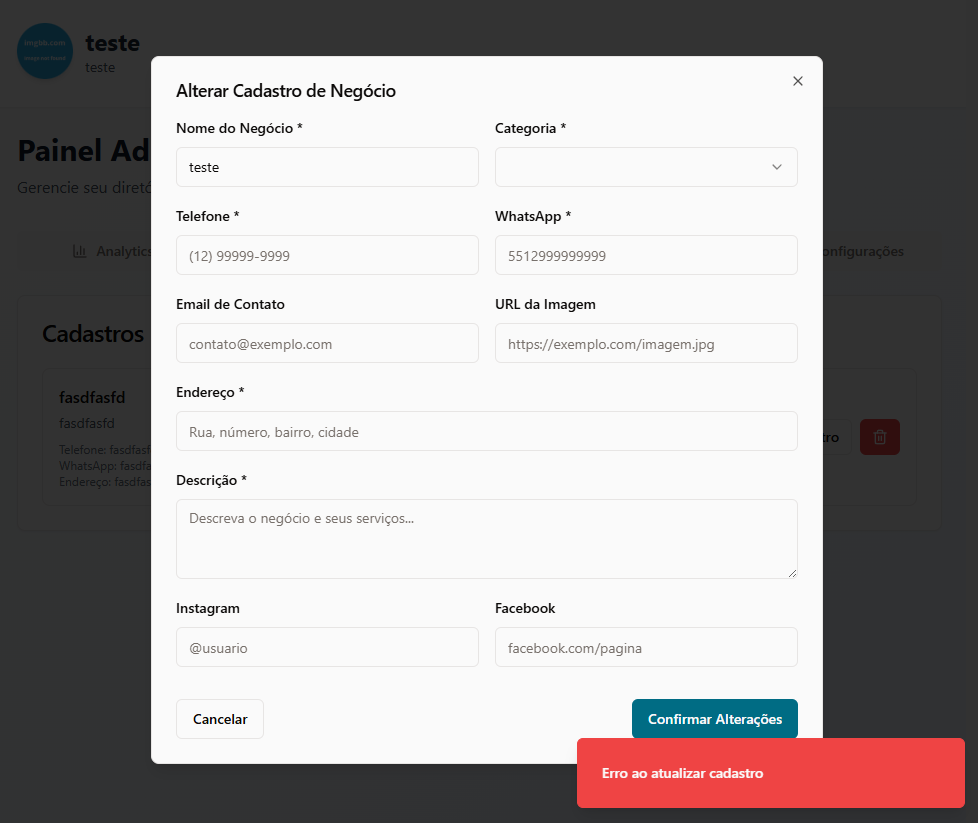 teste
teste
Painel Ad
Gerencie seu diretó
Analytics
onfigurações
Cadastros
fasdfasfd
fasdfasfd
Telefone: fasdfasf
WhatsApp: fasdfa
Endereço: fasdfas
tro
Alterar Cadastro de Negócio
Nome do Negócio *
Categoria *
teste
Telefone *
WhatsApp *
(12) 99999-9999
5512999999999
Email de Contato
URL da Imagem
contato@exemplo.com
https://exemplo.com/imagem.jpg
Endereço *
Rua, número, bairro, cidade
Descrição *
Descreva o negócio e seus serviços...
Instagram
Facebook
@usuario
facebook.com/pagina
Cancelar
Confirmar Alterações
Erro ao atualizar cadastro